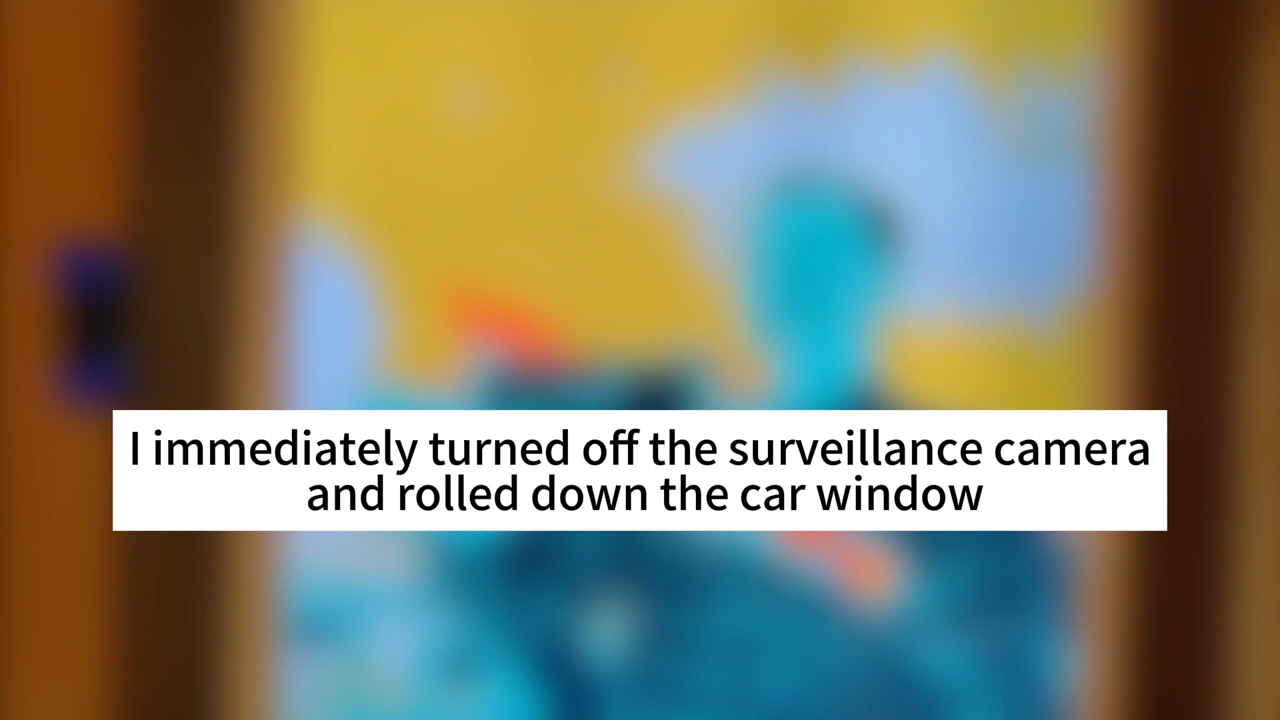 I immediately turned off the surveillance camera
and rolled down the car window